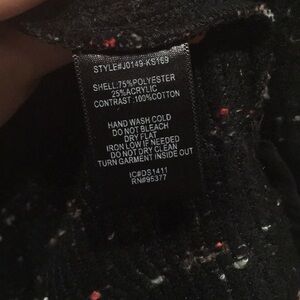 STYLE#J0149-KS169
SHELL:75%POLYESTER
25%ACRYLIC
CONTRAST:100%COTTON
HAND WASH COLD
DO NOT BLEACH
DRY FLAT
IRON LOW IF NEEDED
DO NOT DRY CLEAN
TURN GARMENT INSIDE OUT
IC#DS1411
RN#95377